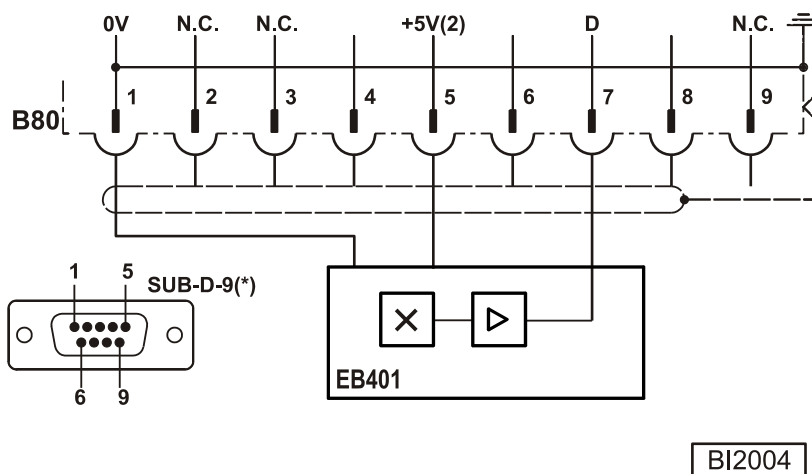 0V N.C. N.C. +5V(2) D N.C.
1 2 3 4 5 6 7 8 9
B80
1 5 SUB-D-9(*)
6 9
EB401
BI2004